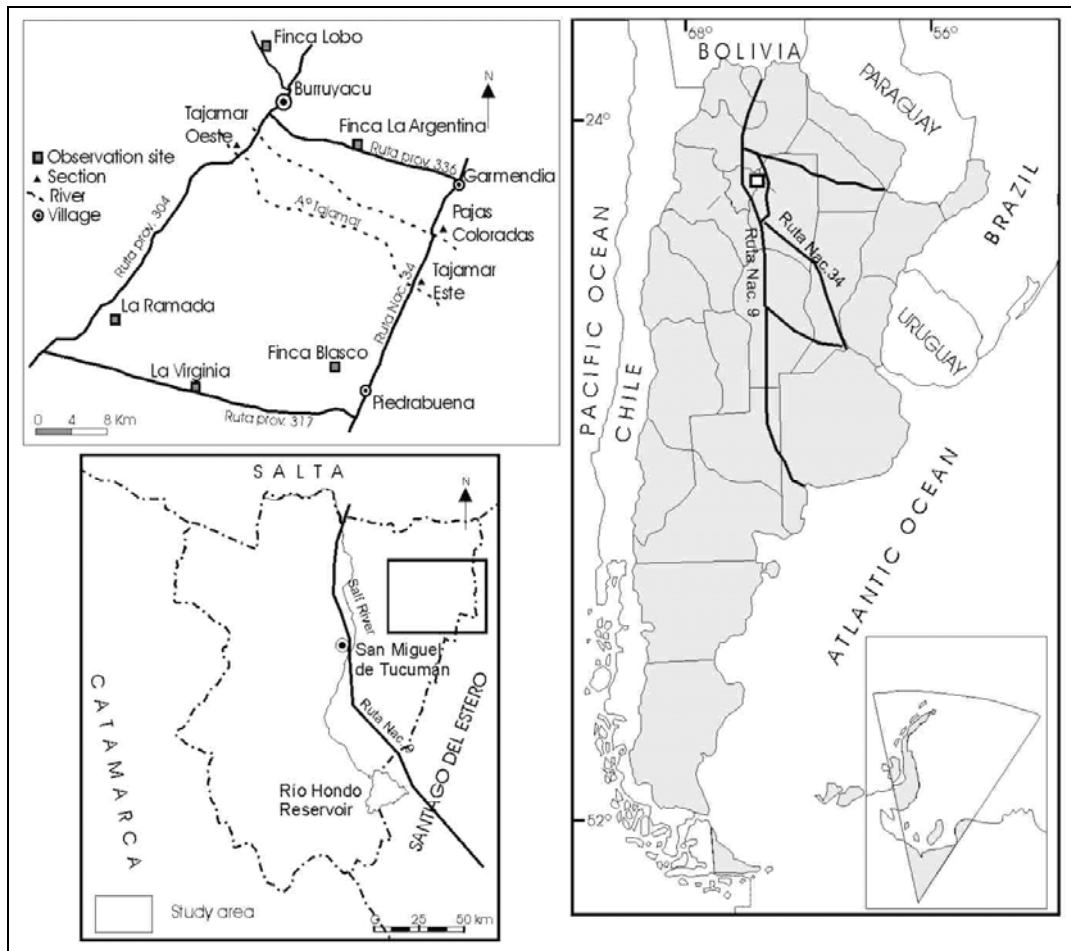 Finca Lobo
Burruyacu
N
Tajamar
Oeste
Finca La Argentina
Ruta prov. 336
Observation site
Section
River
Village
Garmendia
Aº Tajamar
Pajas
Coloradas
Ruta prov. 304
Ruta Nac. 34
Tajamar
Este
La Ramada
Finca Blasco
La Virginia
Piedrabuena
Ruta prov. 317
0 4 8 Km
SALTA
N
Salí River
San Miguel
de Tucumán
Ruta Nac. 9
CATAMARCA
SANTIAGO DEL ESTERO
Río Hondo
Reservoir
Study area
0 25 50 km
68°
56°
BOLIVIA
PARAGUAY
24°
BRAZIL
Ruta Nac. 34
Ruta Nac. 9
PACIFIC OCEAN
CHILE
URUGUAY
ATLANTIC OCEAN
52°